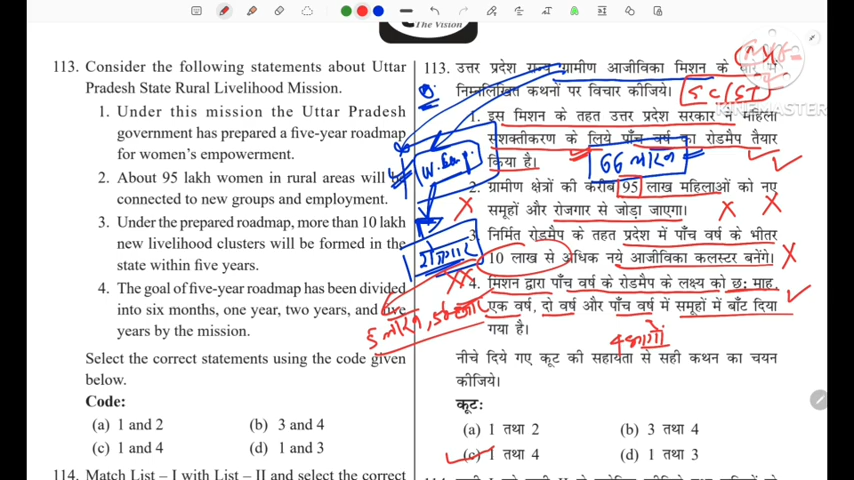 The Vision
113. Consider the following statements about Uttar
Pradesh State Rural Livelihood Mission.
1. Under this mission the Uttar Pradesh
government has prepared a five-year roadmap
for women's empowerment.
2. About 95 lakh women in rural areas will be
connected to new groups and employment.
3. Under the prepared roadmap, more than 10 lakh
new livelihood clusters will be formed in the
state within five years.
4. The goal of five-year roadmap has been divided
into six months, one year, two years, and five
years by the mission.
Select the correct statements using the code given
below.
Code:
(a) 1 and 2 (b) 3 and 4
(c) 1 and 4 (d) 1 and 3
114. Match List – I with List – II and select the correct
113. उत्तर प्रदेश राज्य ग्रामीण आजीविका मिशन के बारे में
निम्नलिखित कथनों पर विचार कीजिये।
SC/ST
KINEMASTER
1. इस मिशन के तहत उत्तर प्रदेश सरकार ने महिला
सशक्तीकरण के लिये पाँच वर्ष का रोडमैप तैयार
किया है।
66 लाख
2. ग्रामीण क्षेत्रों की करीब 95 लाख महिलाओं को नए
समूहों और रोजगार से जोड़ा जाएगा।
3. निर्मित रोडमैप के तहत प्रदेश में पाँच वर्ष के भीतर
रोजगार
10 लाख से अधिक नये आजीविका कलस्टर बनेंगे।
4. मिशन द्वारा पाँच वर्ष के रोडमैप के लक्ष्य को छ: माह,
एक वर्ष, दो वर्ष और पाँच वर्ष में समूहों में बाँट दिया
गया है।
4 भागों
नीचे दिये गए कूट की सहायता से सही कथन का चयन
कीजिये।
कूट:
(a) 1 तथा 2 (b) 3 तथा 4
(c) 1 तथा 4 (d) 1 तथा 3